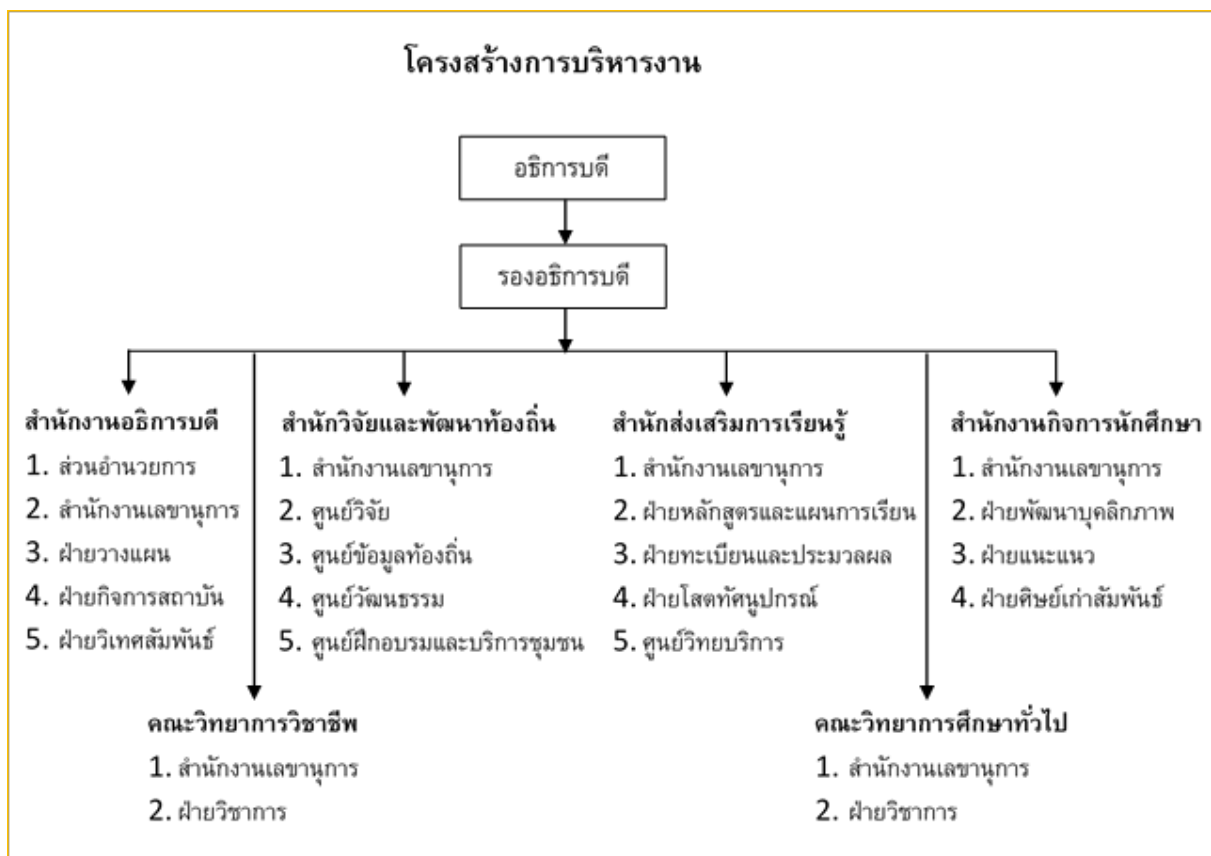 โครงสร้างการบริหารงาน
อธิการบดี
รองอธิการบดี
สำนักงานอธิการบดี
1. ส่วนอำนวยการ
2. สำนักงานเลขานุการ
3. ฝ่ายวางแผน
4. ฝ่ายกิจการสถาบัน
5. ฝ่ายวิเทศสัมพันธ์
สำนักวิจัยและพัฒนาท้องถิ่น
1. สำนักงานเลขานุการ
2. ศูนย์วิจัย
3. ศูนย์ข้อมูลท้องถิ่น
4. ศูนย์วัฒนธรรม
5. ศูนย์ฝึกอบรมและบริการชุมชน
สำนักส่งเสริมการเรียนรู้
1. สำนักงานเลขานุการ
2. ฝ่ายหลักสูตรและแผนการเรียน
3. ฝ่ายทะเบียนและประมวลผล
4. ฝ่ายโสตทัศนูปกรณ์
5. ศูนย์วิทยบริการ
สำนักงานกิจการนักศึกษา
1. สำนักงานเลขานุการ
2. ฝ่ายพัฒนาบุคลิกภาพ
3. ฝ่ายแนะแนว
4. ฝ่ายศิษย์เก่าสัมพันธ์
คณะวิทยาการวิชาชีพ
1. สำนักงานเลขานุการ
2. ฝ่ายวิชาการ
คณะวิทยาการศึกษาทั่วไป
1. สำนักงานเลขานุการ
2. ฝ่ายวิชาการ